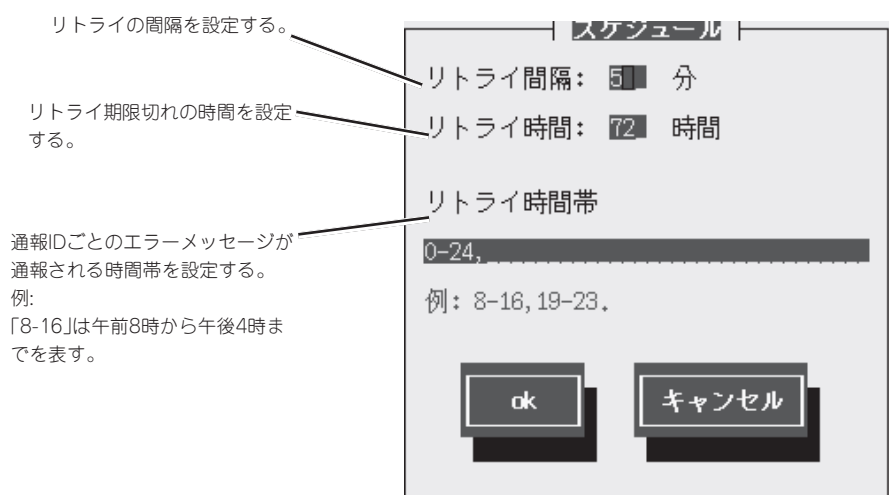 リトライの間隔を設定する。
リトライ期限切れの時間を設定
する。
通報IDごとのエラーメッセージが
通報される時間帯を設定する。
例:
「8-16」は午前8時から午後4時ま
でを表す。
スケジュール
リトライ間隔: 5 分
リトライ時間: 72 時間
リトライ時間帯
0-24,
例: 8-16,19-23.
ok キャンセル